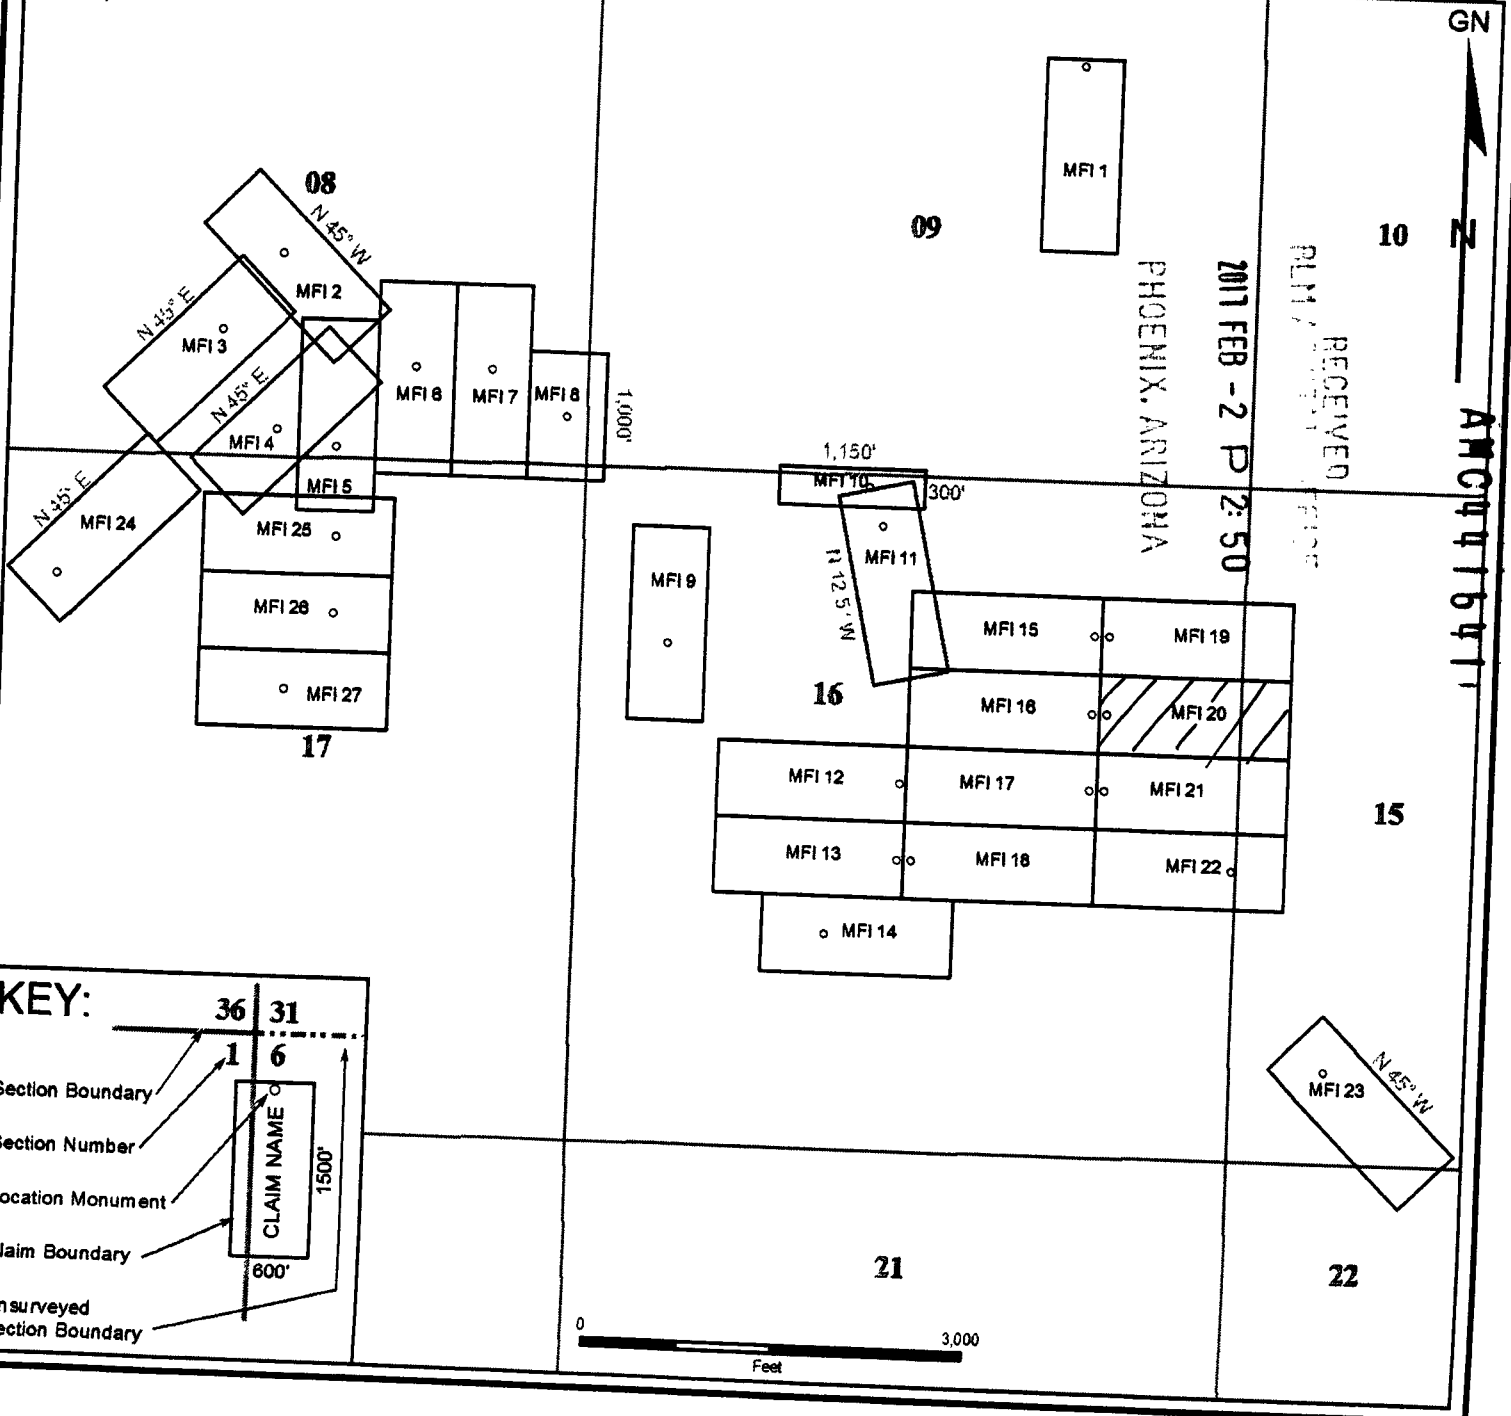 GN
N
08
09
10
MFI 1
N 45° W
MFI 2
N 45° E
MFI 3
N 45° E
MFI 4
MFI 5
MFI 6
MFI 7
MFI 8
1,000'
1,150'
MFI 10
300'
N 45° E
MFI 24
MFI 25
MFI 26
MFI 27
17
MFI 9
MFI 11
N 12.5° W
16
MFI 15
MFI 19
MFI 16
MFI 20
MFI 12
MFI 17
MFI 21
MFI 13
MFI 18
MFI 22
MFI 14
15
MFI 23
N 45° W
21
22
RECEIVED
2011 FEB -2 P 2:50
PHOENIX, ARIZONA
KEY:
36 31
1 6
Section Boundary
Section Number
ocation Monument
laim Boundary
nsurveyed
ection Boundary
CLAIM NAME
1500'
600'
0 3,000
Feet